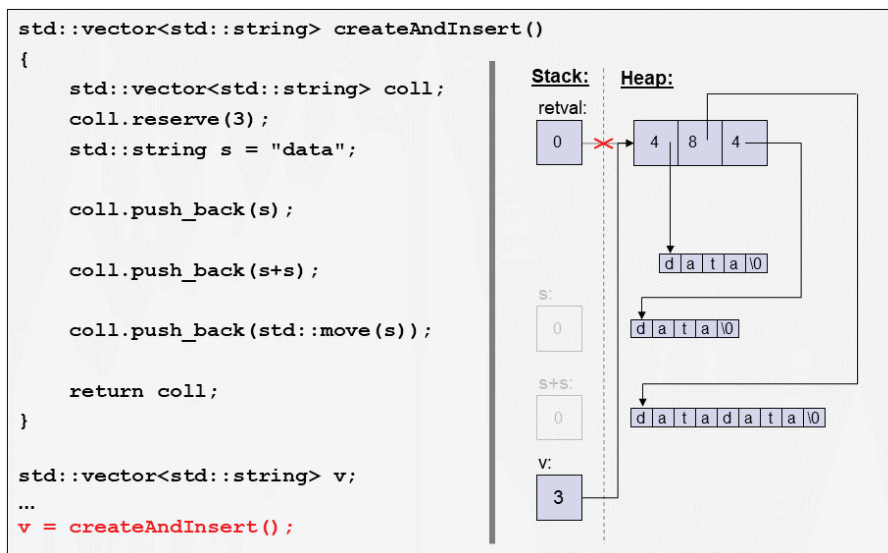 std::vector<std::string> createAndInsert()
{
    std::vector<std::string> coll;
    coll.reserve(3);
    std::string s = "data";
    coll.push_back(s);
    coll.push_back(s+s);
    coll.push_back(std::move(s));
    return coll;
}
std::vector<std::string> v;
...
v = createAndInsert();
Stack: Heap:
retval:
0 4 8 4
d a t a \0
s:
0 d a t a \0
s+s:
0 d a t a d a t a \0
v:
3